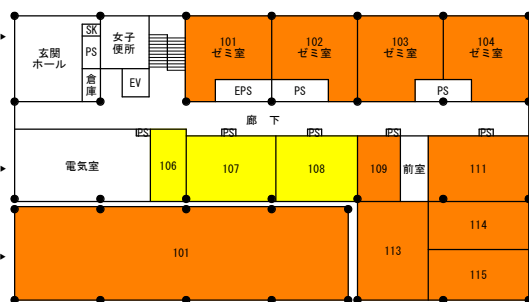 玄関
ホール
SK
PS
倉
庫
女子
便所
EV
101
ゼミ室
102
ゼミ室
103
ゼミ室
104
ゼミ室
EPS
PS
PS
廊 下
PS
PS
PS
PS
PS
電気室
106
107
108
109
前室
111
101
113
114
115